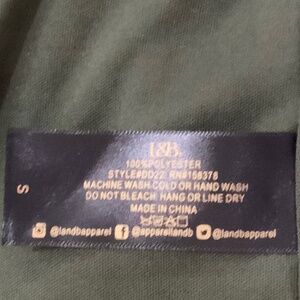 L&B.
100%POLYESTER
STYLE#DD22 RN#158376
MACHINE WASH COLD OR HAND WASH
DO NOT BLEACH HANG OR LINE DRY
MADE IN CHINA
@landbapparel @apparellandb @landbapparel
S